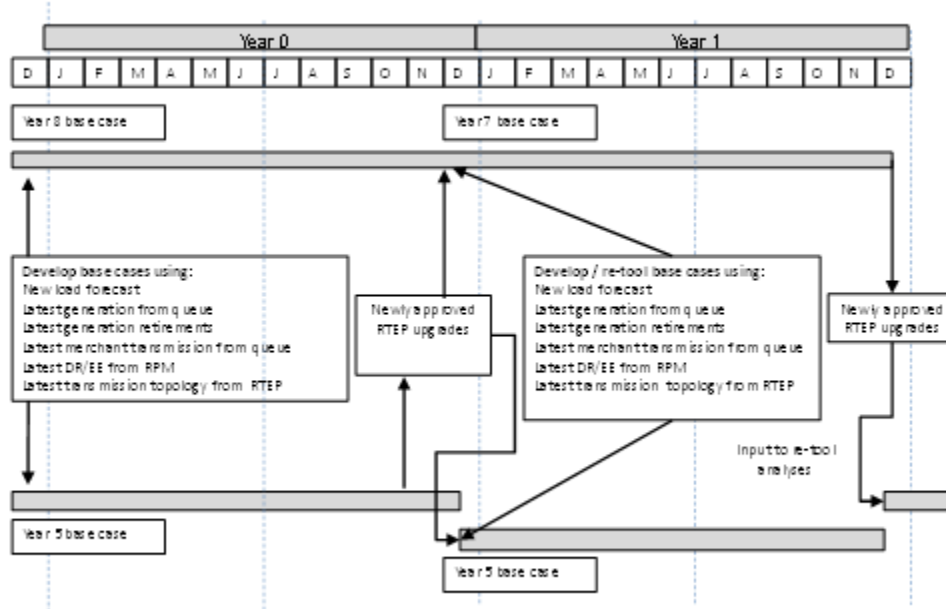 Year 0
Year 1
D J F M A M J J A S O N D J F M A M J J A S O N D
Year 8 base case
Year 7 base case
Develop base cases using:
New load forecast
Latest generation from queue
Latest generation retirements
Latest merchant transmission from queue
Latest DR/EE from RPM
Latest transmission topology from RTEP
Newly approved
RTEP upgrades
Develop / re-tool base cases using:
New load forecast
Latest generation from queue
Latest generation retirements
Latest merchant transmission from queue
Latest DR/EE from RPM
Latest transmission topology from RTEP
Newly approved
RTEP upgrades
Input to re-tool
analyses
Year 5 base case
Year 5 base case